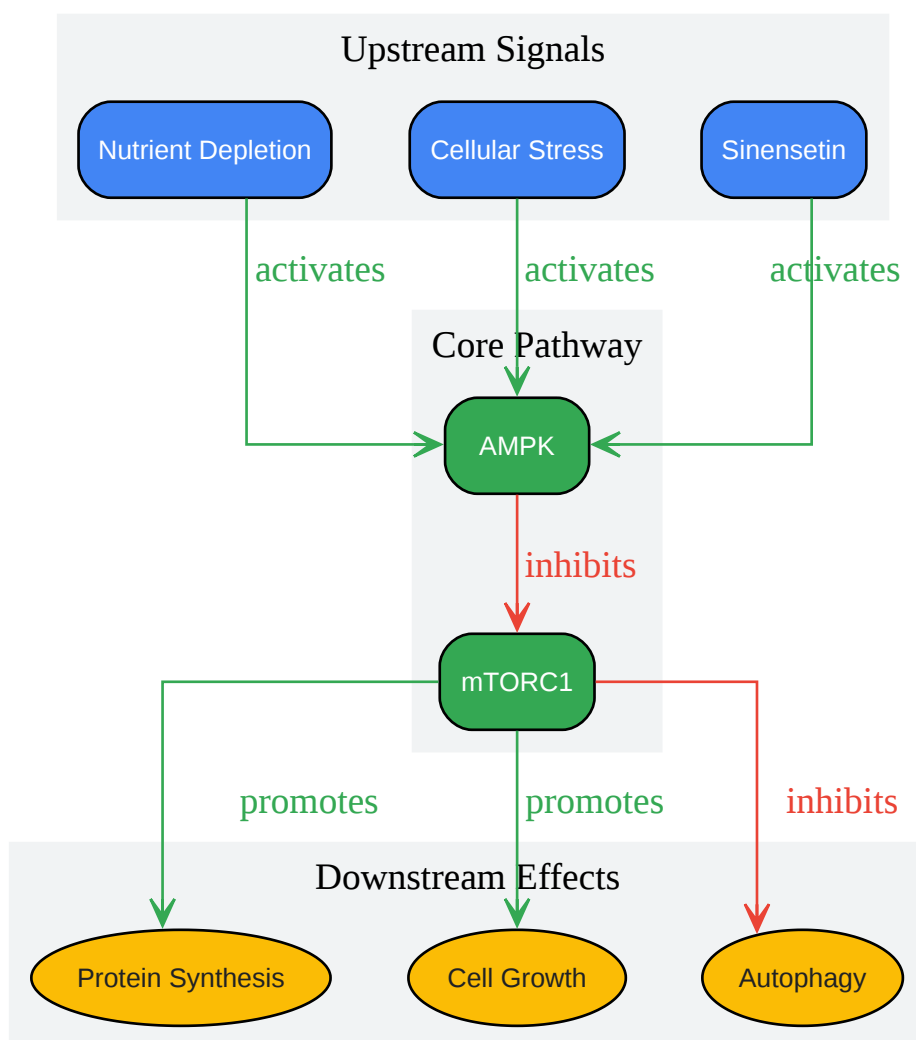 Upstream Signals
Nutrient Depletion
Cellular Stress
Sinensetin
activates
activates
activates
Core Pathway
AMPK
inhibits
mTORC1
promotes
promotes
inhibits
Downstream Effects
Protein Synthesis
Cell Growth
Autophagy